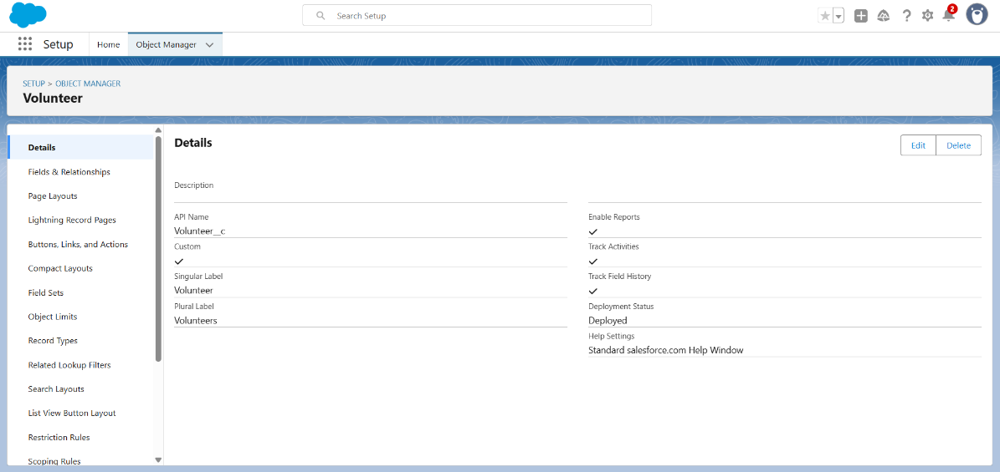 Search Setup
2
Setup
Home
Object Manager
SETUP > OBJECT MANAGER
Volunteer
Details
Fields & Relationships
Page Layouts
Lightning Record Pages
Buttons, Links, and Actions
Compact Layouts
Field Sets
Object Limits
Record Types
Related Lookup Filters
Search Layouts
List View Button Layout
Restriction Rules
Scoping Rules
Details
Edit
Delete
Description
API Name
Volunteer__c
Custom
Singular Label
Volunteer
Plural Label
Volunteers
Enable Reports
Track Activities
Track Field History
Deployment Status
Deployed
Help Settings
Standard salesforce.com Help Window